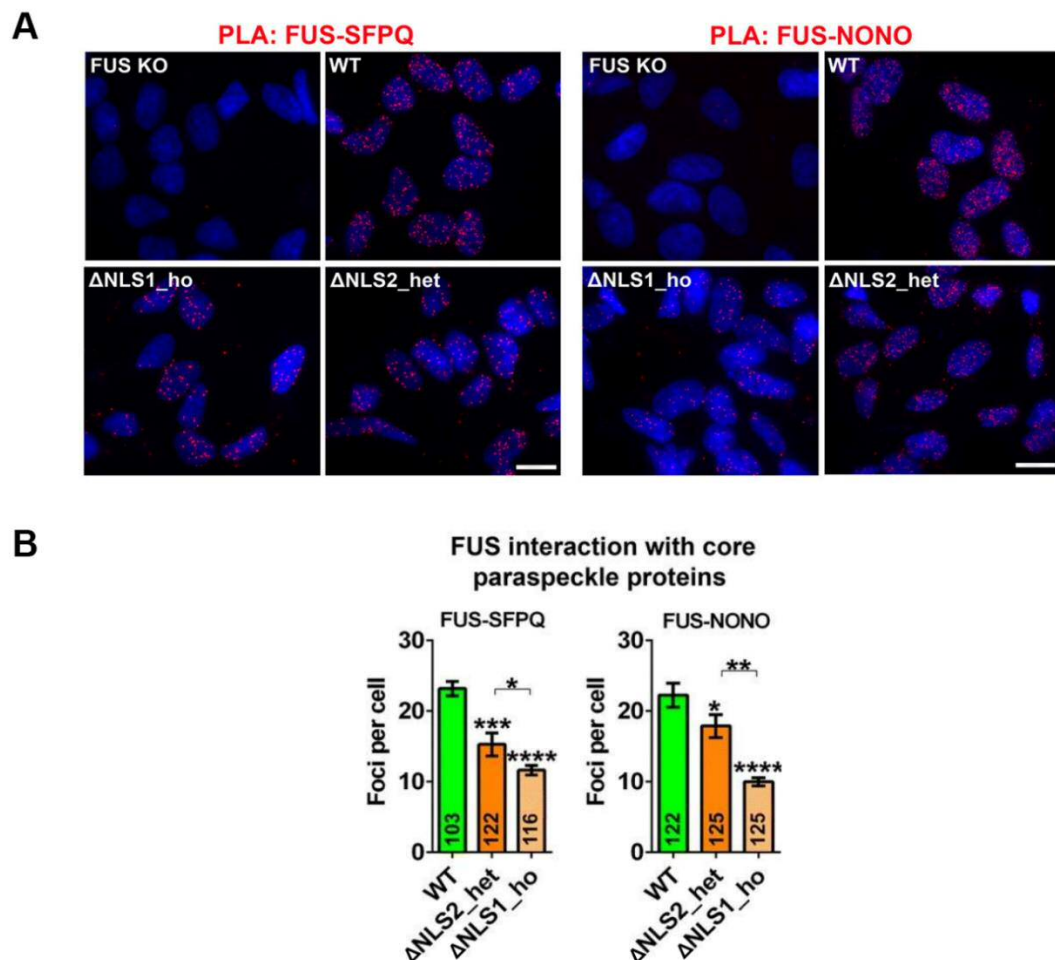 A
PLA: FUS-SFPQ
PLA: FUS-NONO
FUS KO
WT
FUS KO
WT
ΔNLS1_ho
ΔNLS2_het
ΔNLS1_ho
ΔNLS2_het
B
FUS interaction with core
paraspeckle proteins
FUS-SFPQ
Foci per cell
30
20
10
0
*
***
****
103
122
116
WT
ΔNLS2_het
ΔNLS1_ho
FUS-NONO
Foci per cell
30
20
10
0
**
*
****
122
125
125
WT
ΔNLS2_het
ΔNLS1_ho